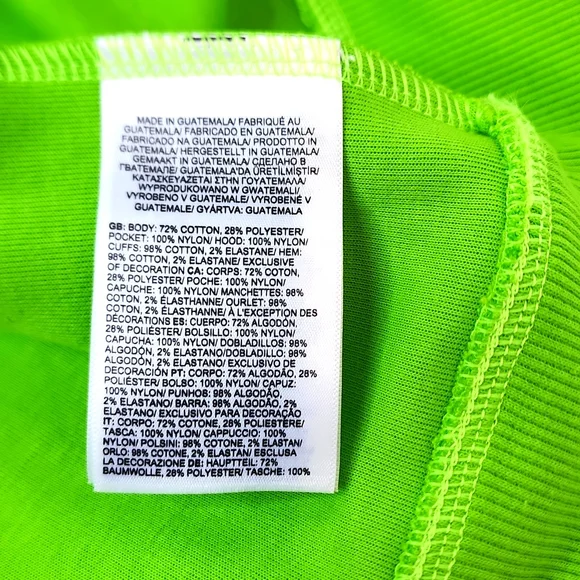 MADE IN GUATEMALA/ FABRIQUÉ AU
GUATEMALA/ FABRICADO EN GUATEMALA/
FABRICADO NA GUATEMALA/ PRODOTTO IN
GUATEMALA/ HERGESTELLT IN GUATEMALA/
GEMAAKT IN GUATEMALA/ СДЕЛАНО В
ГВАТЕМАЛЕ/ GUATEMALA'DA ÜRETİLMİŞTİR/
ΚΑΤΑΣΚΕΥΑΖΕΤΑΙ ΣΤΗΝ ΓΟΥΑΤΕΜΑΛΑ/
WYPRODUKOWANO W GWATEMALI/
VYROBENO V GUATEMALE/ VYROBENÉ V
GUATEMALE/ GYÁRTVA: GUATEMALA
GB: BODY: 72% COTTON, 28% POLYESTER/
POCKET: 100% NYLON/ HOOD: 100% NYLON/
CUFFS: 98% COTTON, 2% ELASTANE/ HEM:
98% COTTON, 2% ELASTANE/ EXCLUSIVE
OF DECORATION CA: CORPS: 72% COTON,
28% POLYESTER/ POCHE: 100% NYLON/
CAPUCHE: 100% NYLON/ MANCHETTES: 98%
COTON, 2% ÉLASTHANNE/ OURLET: 98%
COTON, 2% ÉLASTHANNE/ À L'EXCEPTION DES
DÉCORATIONS ES: CUERPO: 72% ALGODÓN,
28% POLIÉSTER/ BOLSILLO: 100% NYLON/
CAPUCHA: 100% NYLON/ DOBLADILLOS: 98%
ALGODÓN, 2% ELASTANO/ DOBLADILLO: 98%
ALGODÓN, 2% ELASTANO/ EXCLUSIVO DE
DECORACIÓN PT: CORPO: 72% ALGODÃO, 28%
POLIÉSTER/ BOLSO: 100% NYLON/ CAPUZ:
100% NYLON/ PUNHOS: 98% ALGODÃO,
2% ELASTANO/ BARRA: 98% ALGODÃO, 2%
ELASTANO/ EXCLUSIVO PARA DECORAÇÃO
IT: CORPO: 72% COTONE, 28% POLIESTERE/
TASCA: 100% NYLON/ CAPPUCCIO: 100%
NYLON/ POLSINI: 98% COTONE, 2% ELASTAN/
ORLO: 98% COTONE, 2% ELASTAN/ ESCLUSA
LA DECORAZIONE DE: HAUPTTEIL: 72%
BAUMWOLLE, 28% POLYESTER/ TASCHE: 100%